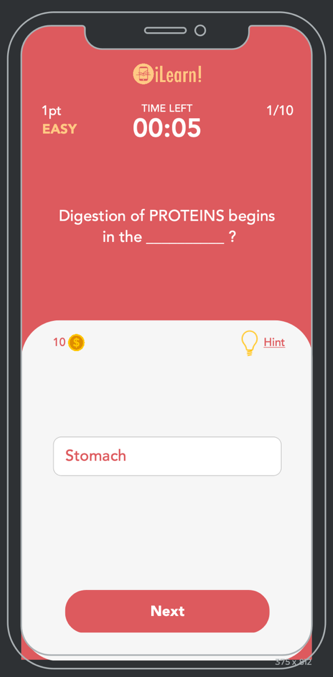 iLearn!
1pt
TIME LEFT
1/10
EASY
00:05
Digestion of PROTEINS begins
in the __________ ?
10 $
Hint
Stomach
Next
375 x 812